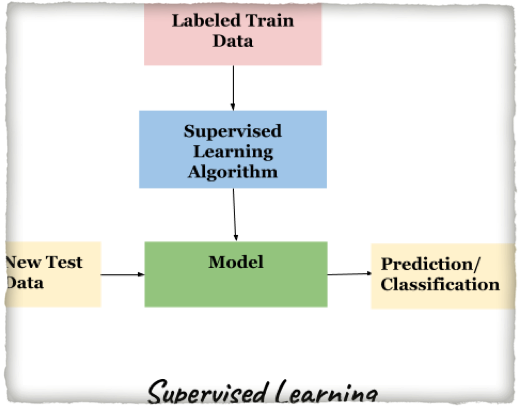 Labeled Train
Data
Supervised
Learning
Algorithm
New Test
Data
Model
Prediction/
Classification
Supervised Learning